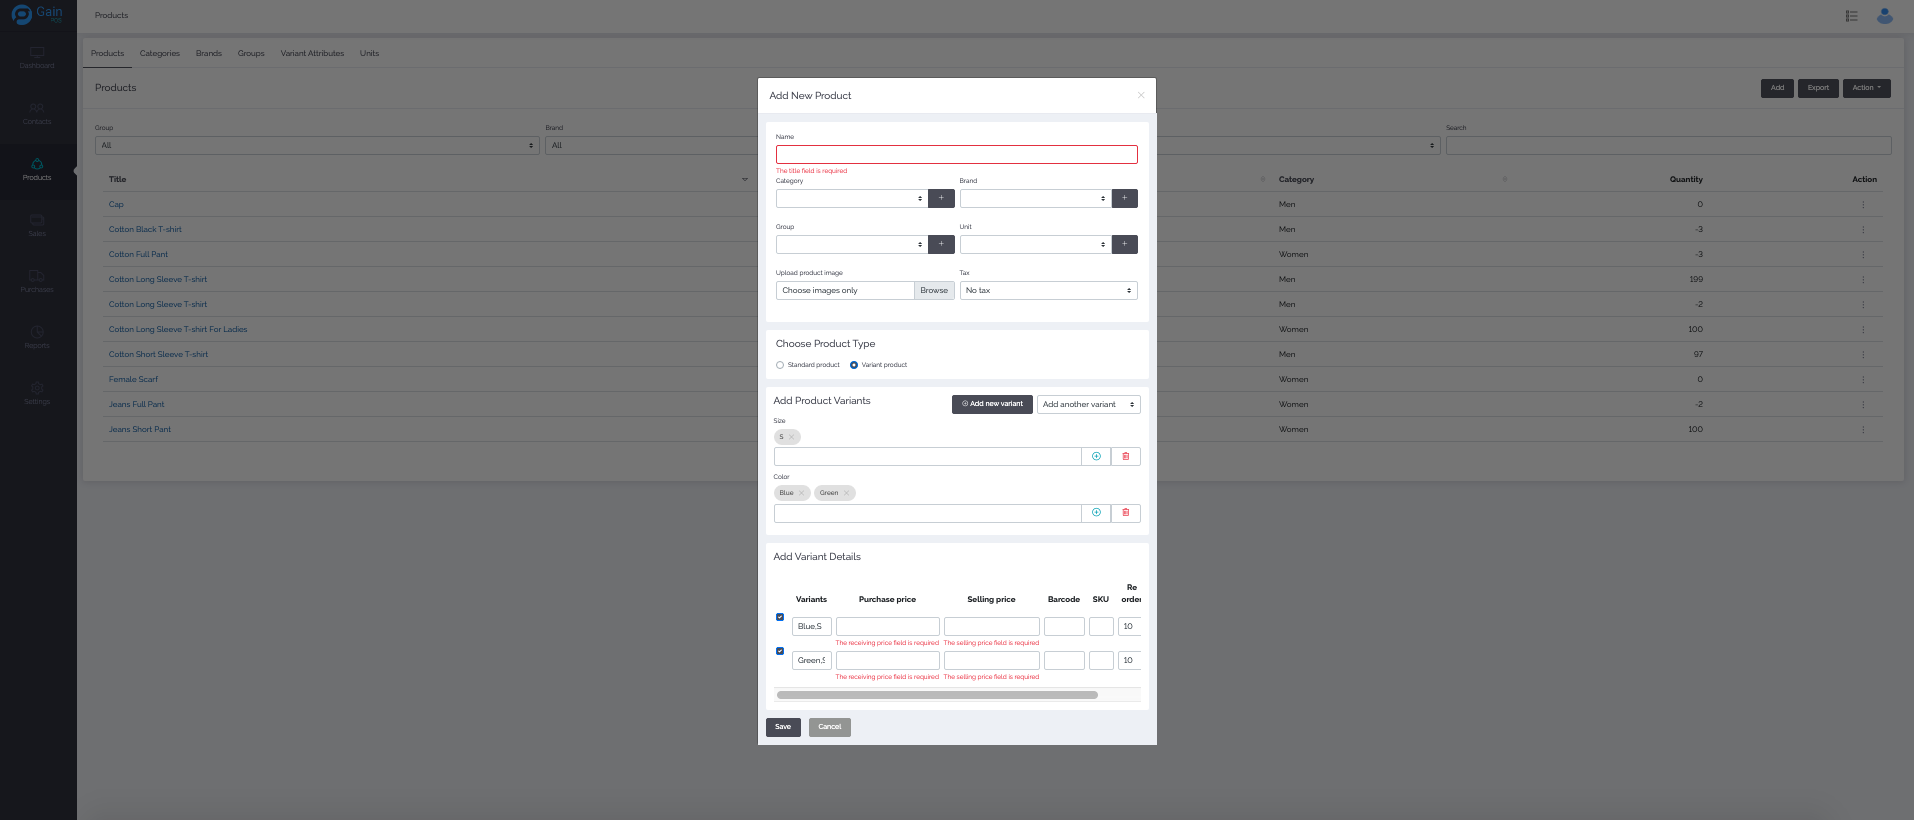 Gain
Products
Dashboard
Contacts
Products
Sales
Purchases
Reports
Settings
Products Categories Brands Groups Variant Attributes Units
Products
Add Export Action
Group Brand Search
All All
Title Category Quantity Action
Cap Men 0
Cotton Black T-shirt Men -3
Cotton Full Pant Women -3
Cotton Long Sleeve T-shirt Men 199
Cotton Long Sleeve T-shirt Men -2
Cotton Long Sleeve T-shirt For Ladies Women 100
Cotton Short Sleeve T-shirt Men 97
Female Scarf Women 0
Jeans Full Pant Women -2
Jeans Short Pant Women 100
Add New Product
Name
The title field is required
Category Brand
+ +
Group Unit
+ +
Upload product image Tax
Choose images only Browse No tax
Choose Product Type
Standard product Variant product
Add Product Variants Add new variant Add another variant
Size
S
Color
Blue Green
Add Variant Details
Re
Variants Purchase price Selling price Barcode SKU order
Blue,S 10
The receiving price field is required The selling price field is required
Green,S 10
The receiving price field is required The selling price field is required
Save Cancel